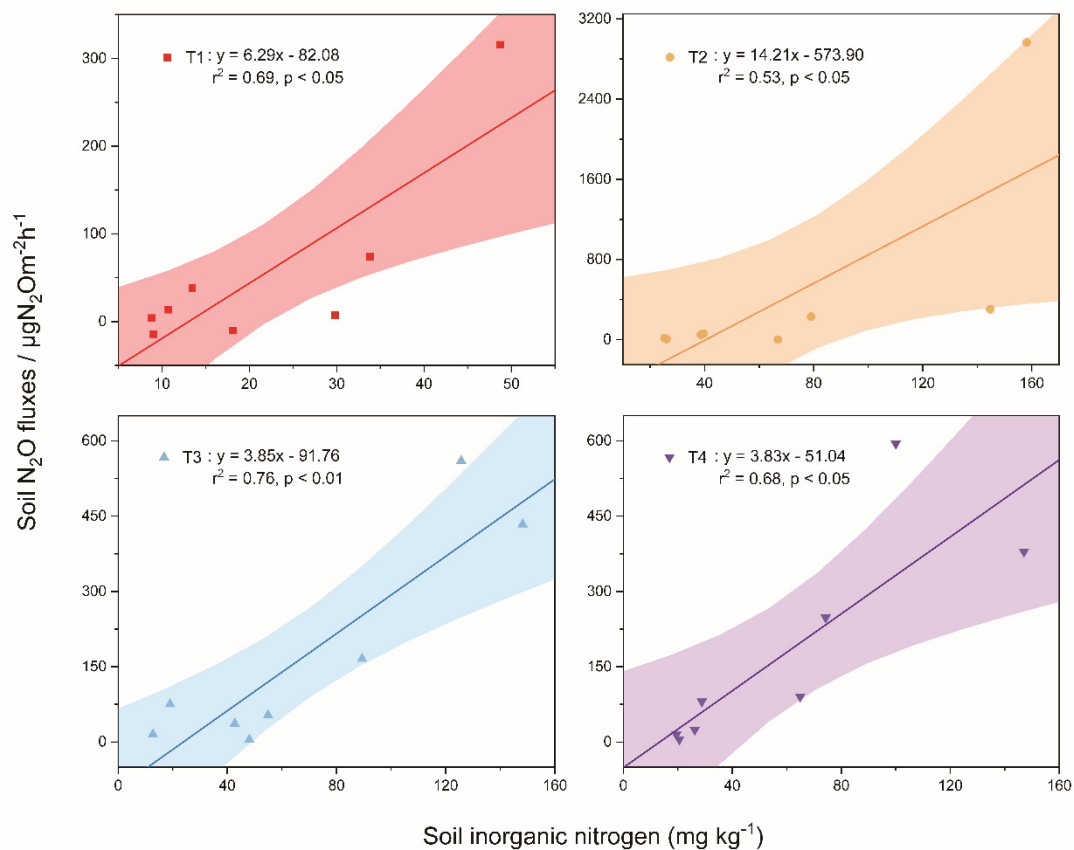 Soil N₂O fluxes / μgN₂Om⁻²h⁻¹
300
200
100
0
T1 : y = 6.29x - 82.08
r² = 0.69, p < 0.05
10 20 30 40 50
3200
2400
1600
800
0
T2 : y = 14.21x - 573.90
r² = 0.53, p < 0.05
40 80 120 160
600
450
300
150
0
T3 : y = 3.85x - 91.76
r² = 0.76, p < 0.01
0 40 80 120 160
600
450
300
150
0
T4 : y = 3.83x - 51.04
r² = 0.68, p < 0.05
0 40 80 120 160
Soil inorganic nitrogen (mg kg⁻¹)